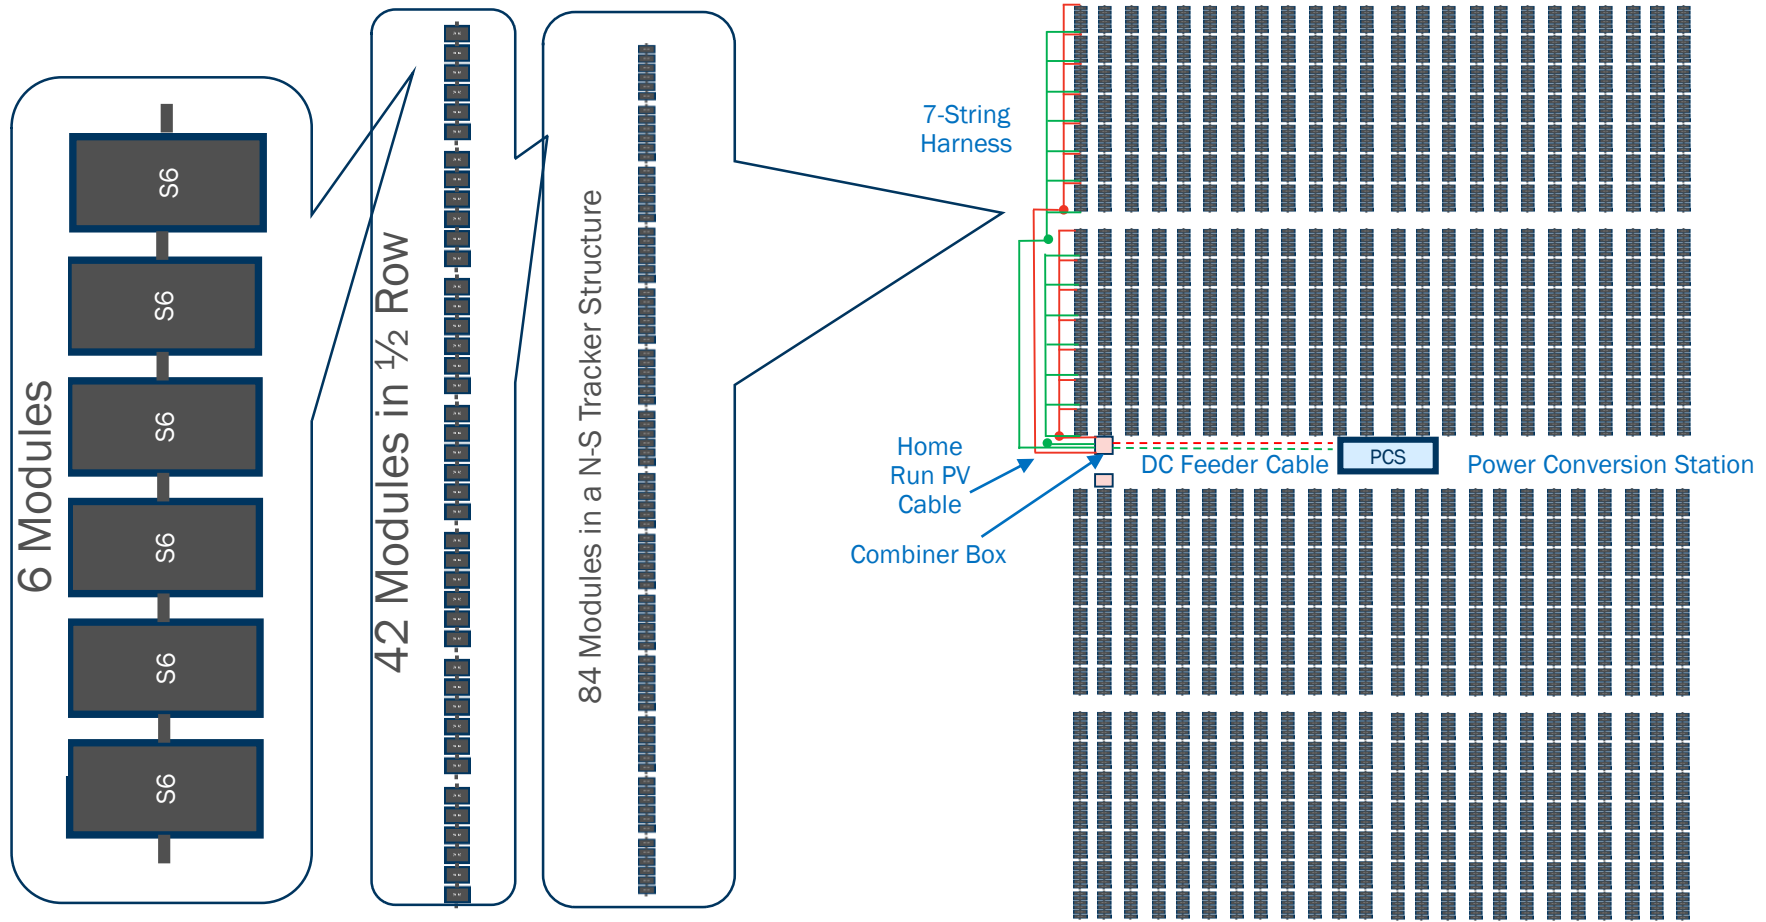 6 Modules
S6
S6
S6
S6
S6
S6
42 Modules in ½ Row
84 Modules in a N-S Tracker Structure
7-String
Harness
Home
Run PV
Cable
Combiner Box
DC Feeder Cable
PCS
Power Conversion Station